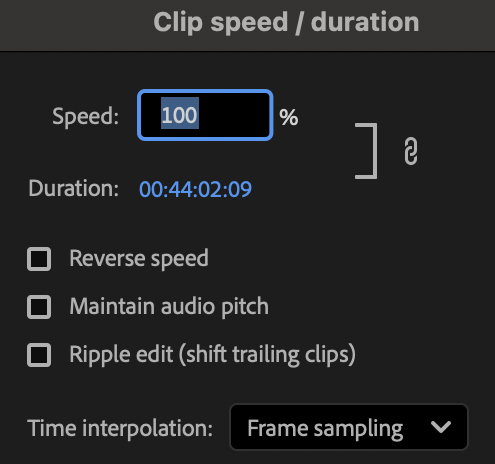 Clip speed / duration
Speed: 100 %
Duration: 00:44:02:09
Reverse speed
Maintain audio pitch
Ripple edit (shift trailing clips)
Time interpolation: Frame sampling